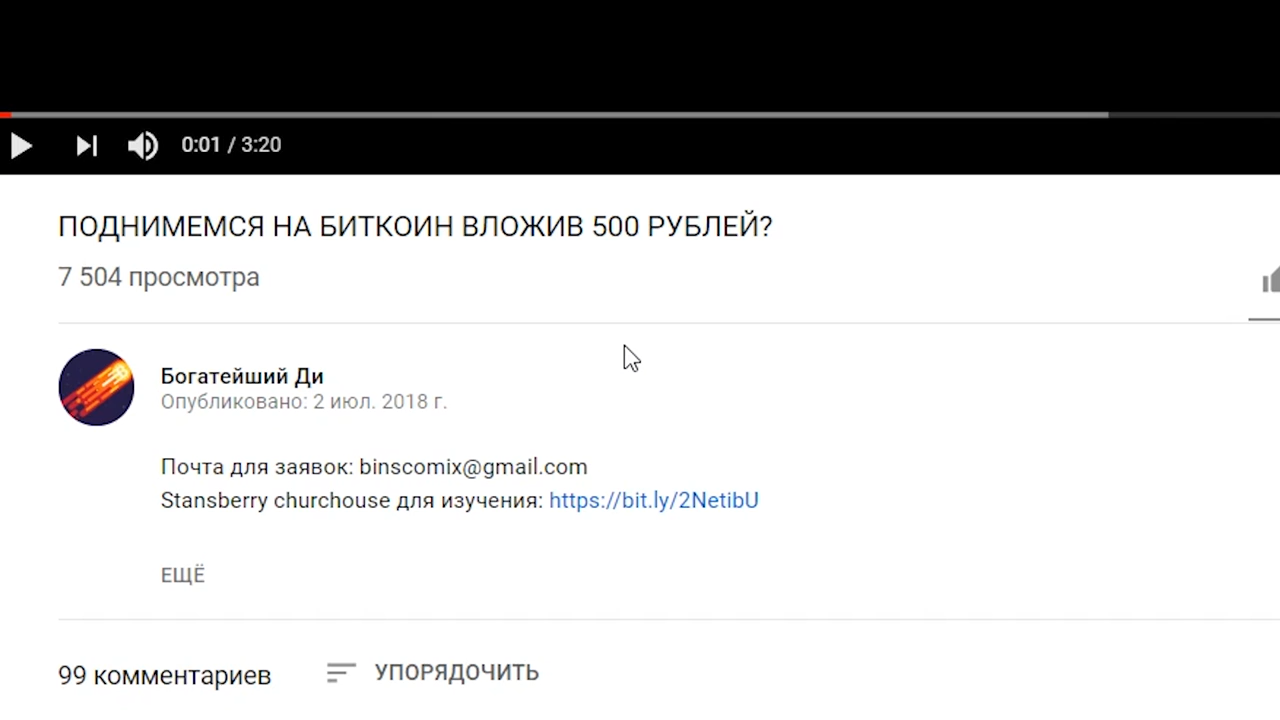 0:01 / 3:20
ПОДНИМЕМСЯ НА БИТКОИН ВЛОЖИВ 500 РУБЛЕЙ?
7 504 просмотра
Богатейший Ди
Опубликовано: 2 июл. 2018 г.
Почта для заявок: binscomix@gmail.com
Stansberry churchouse для изучения: https://bit.ly/2NetibU
ЕЩЁ
99 комментариев УПОРЯДОЧИТЬ